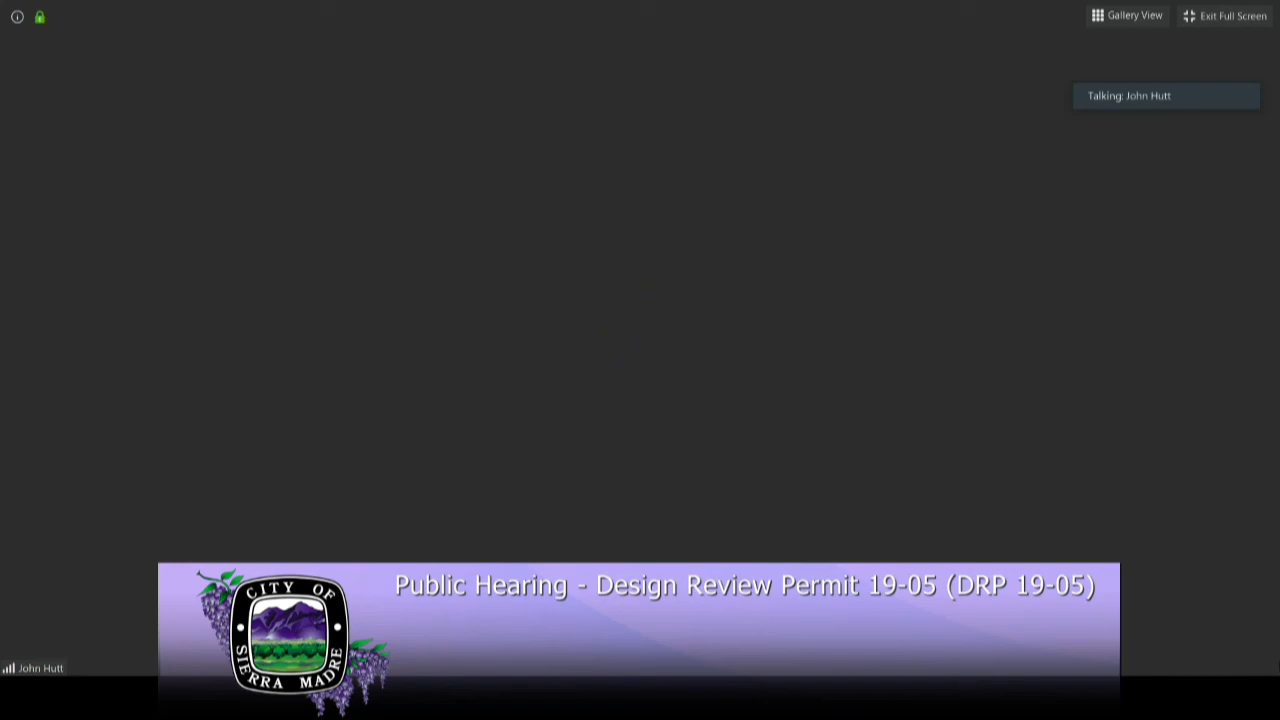 Gallery View
Exit Full Screen
Talking: John Hutt
Public Hearing - Design Review Permit 19-05 (DRP 19-05)
CITY OF
SIERRA MADRE
John Hutt